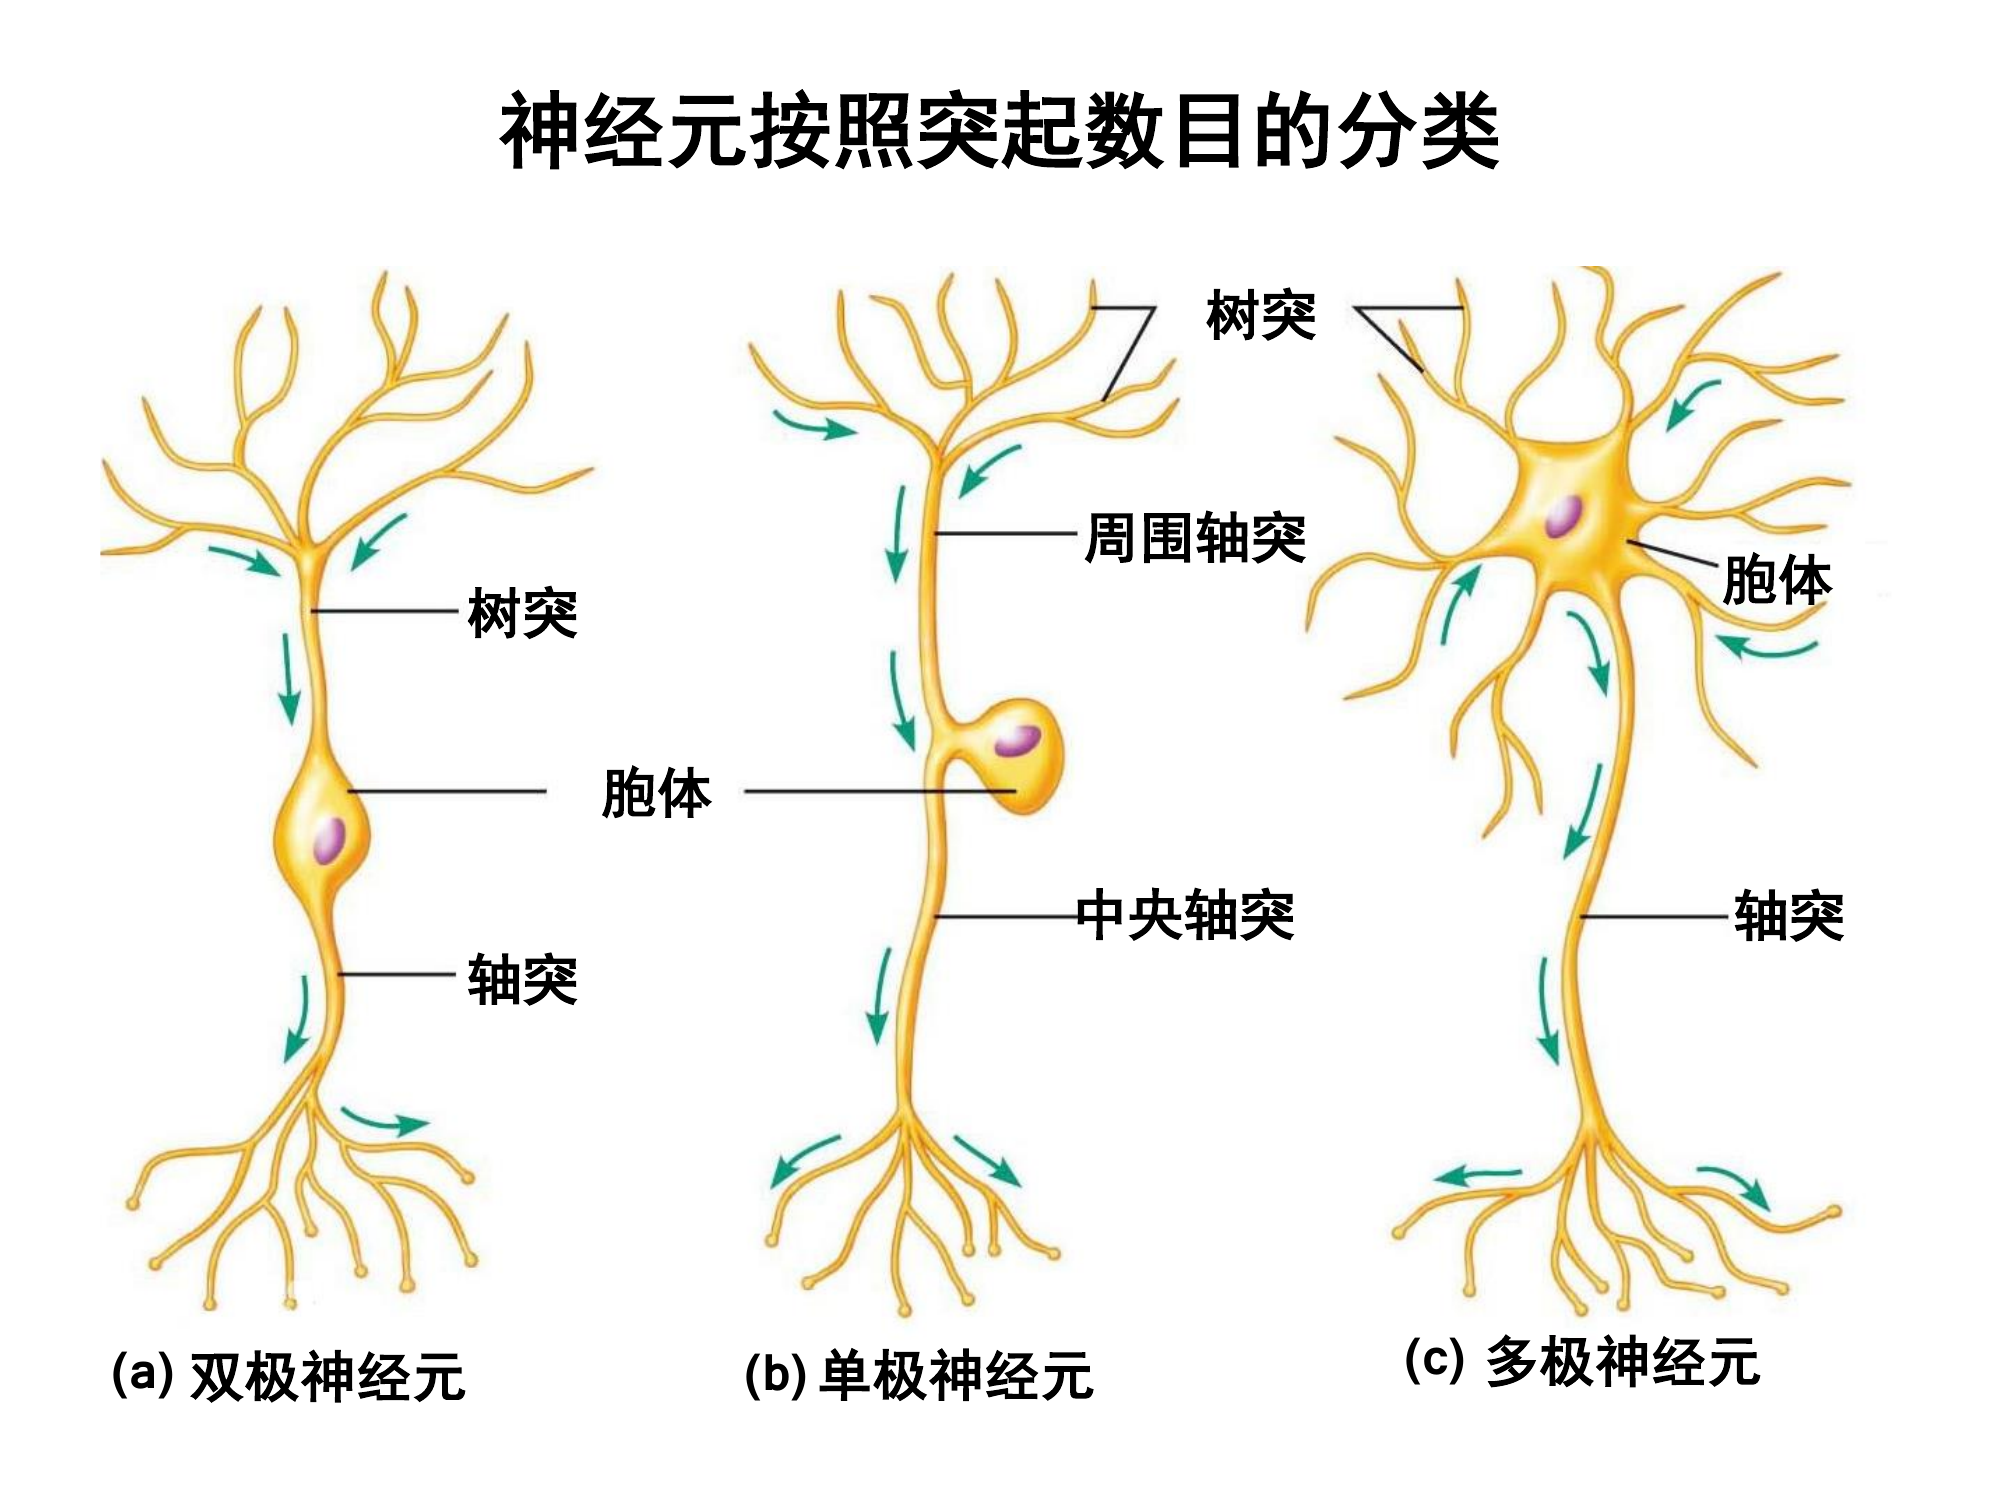 神经元按照突起数目的分类
树突
周围轴突
胞体
树突
胞体
中央轴突
轴突
轴突
(a) 双极神经元
(b) 单极神经元
(c) 多极神经元